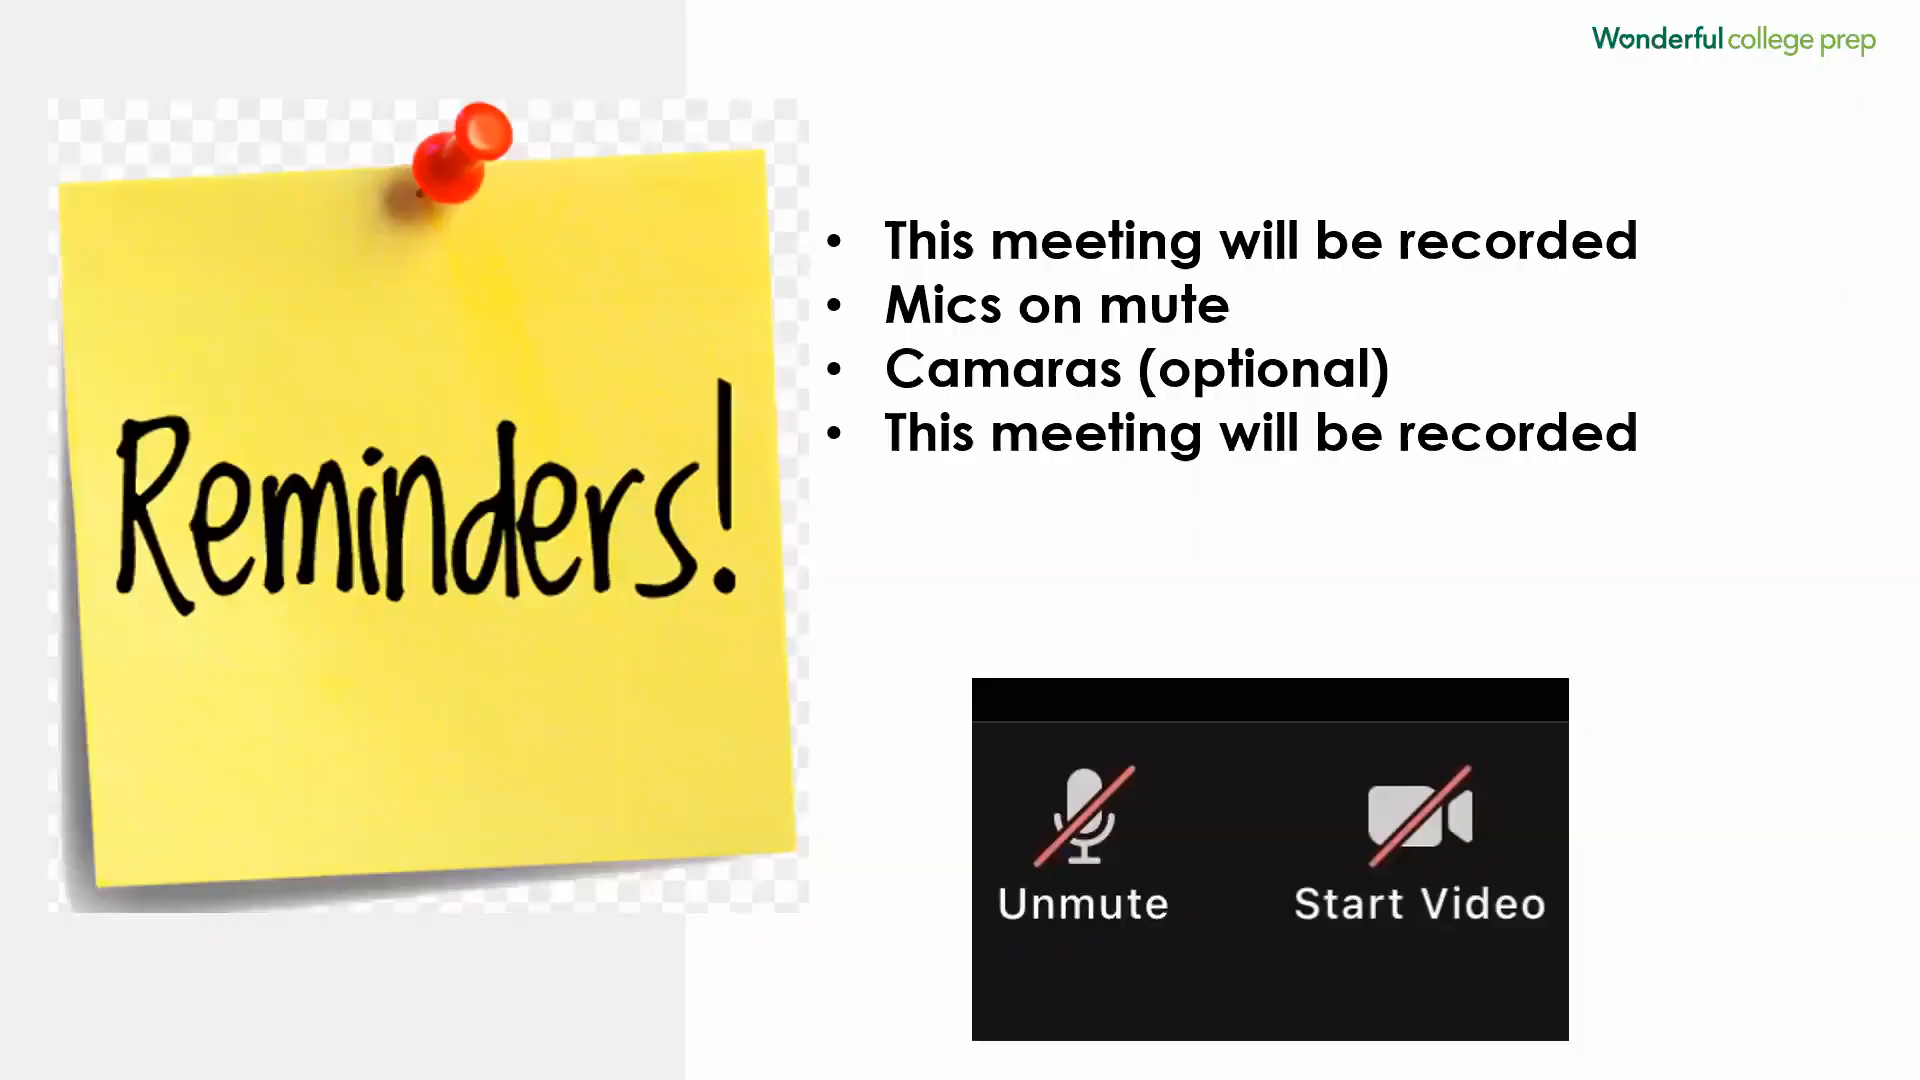 Wonderful college prep
Reminders!
• This meeting will be recorded
• Mics on mute
• Camaras (optional)
• This meeting will be recorded
Unmute
Start Video